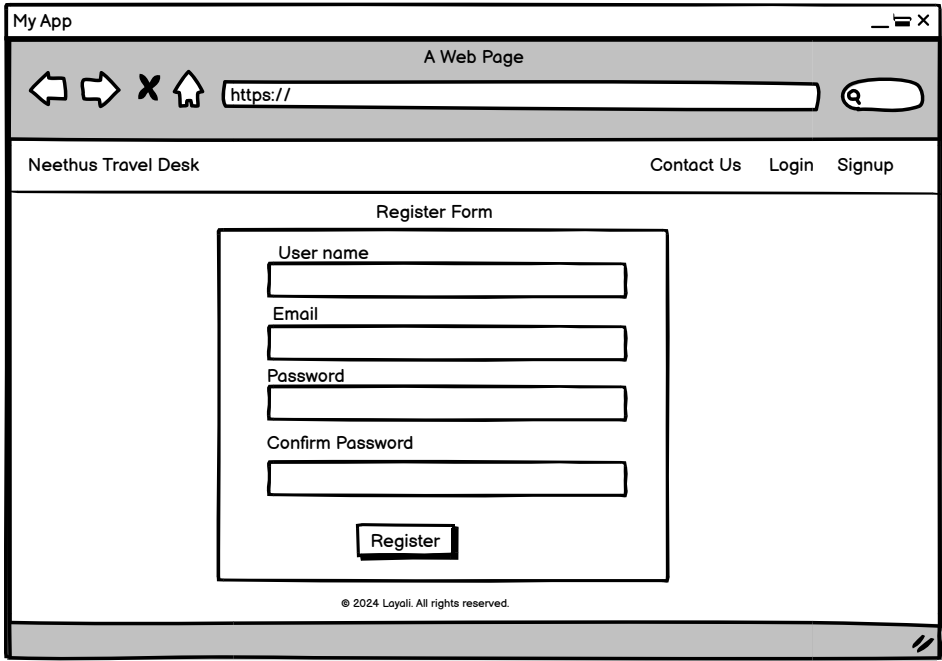 My App
A Web Page
https://
Neethus Travel Desk Contact Us Login Signup
Register Form
User name
Email
Password
Confirm Password
Register
© 2024 Layali. All rights reserved.